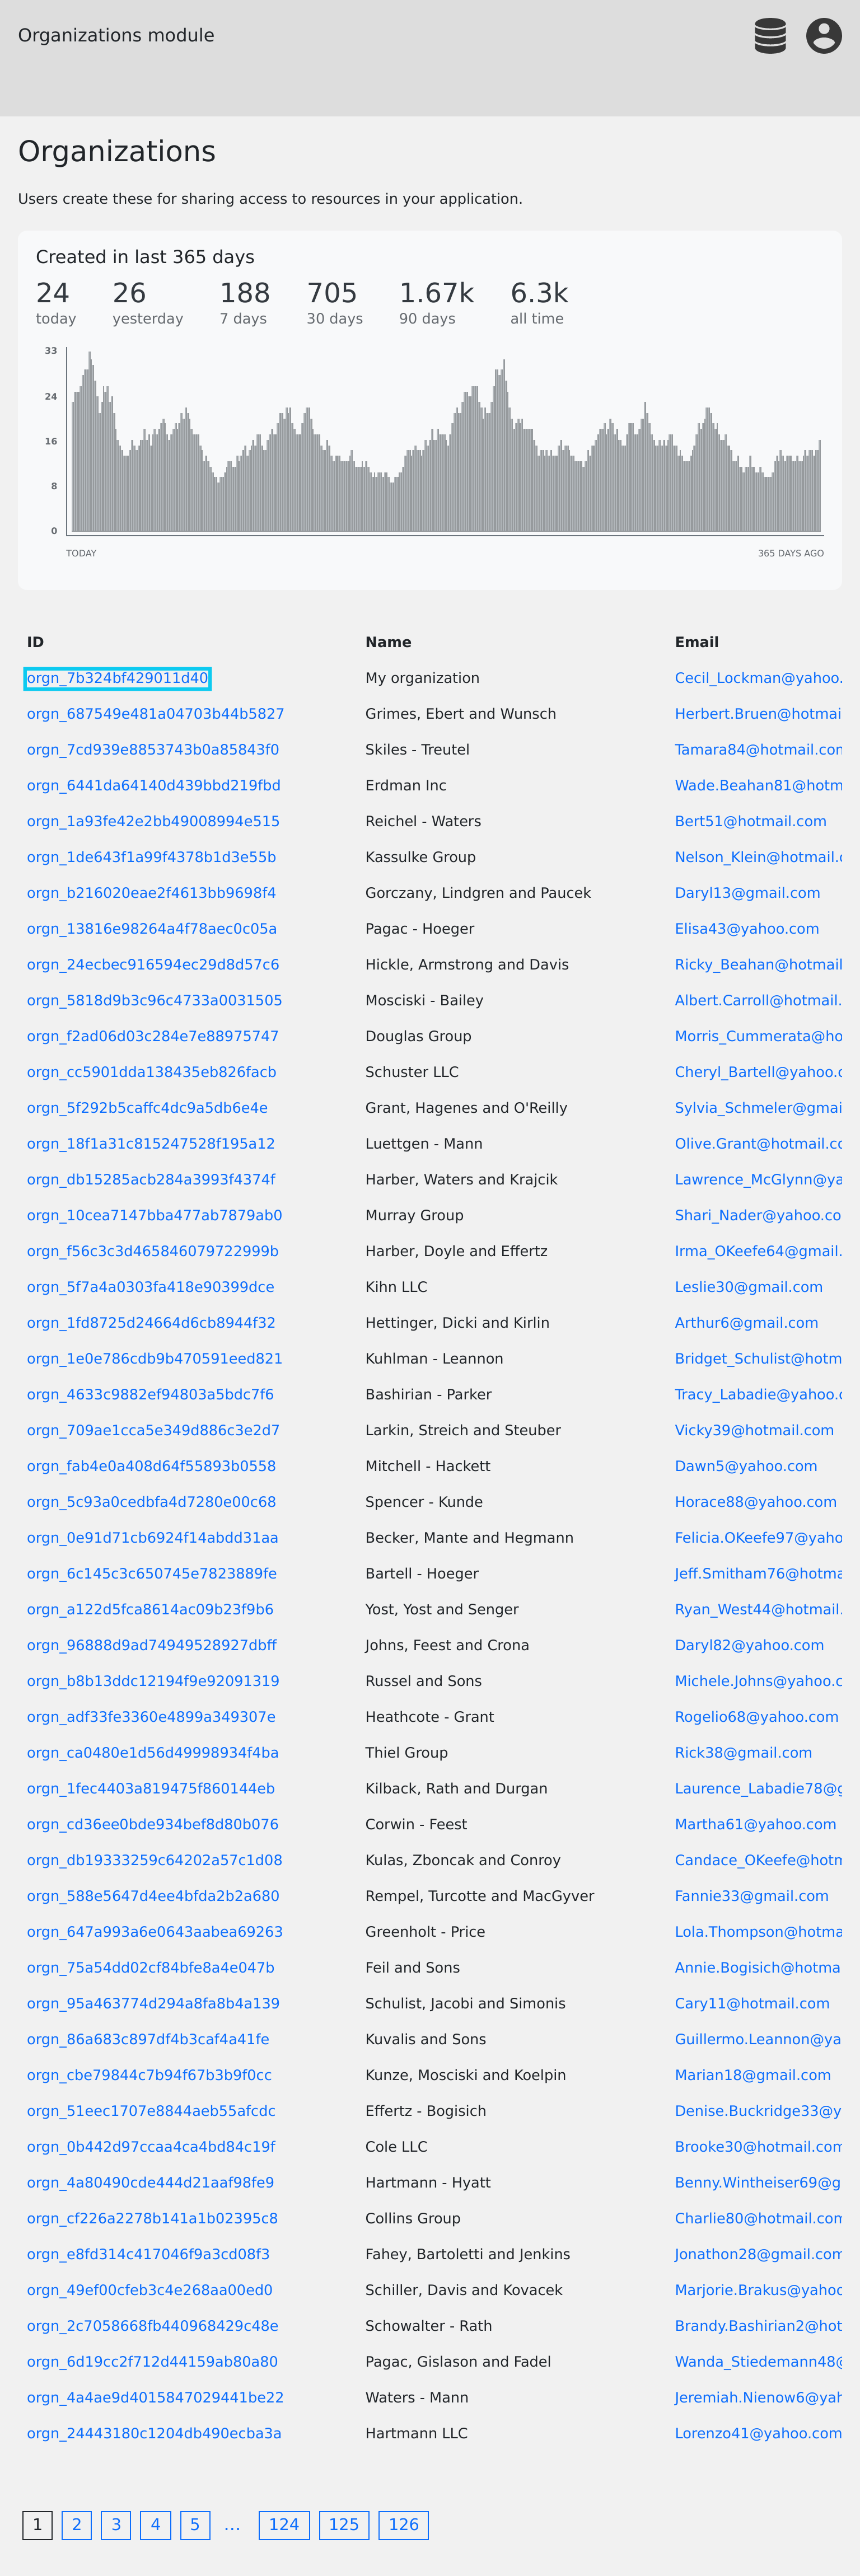 Organizations module
Organizations
Users create these for sharing access to resources in your application.
Created in last 365 days
24 26 188 705 1.67k 6.3k
today yesterday 7 days 30 days 90 days all time
33
24
16
8
0
TODAY 365 DAYS AGO
ID Name Email
orgn_7b324bf429011d40 My organization Cecil_Lockman@yahoo.
orgn_687549e481a04703b44b5827 Grimes, Ebert and Wunsch Herbert.Bruen@hotmai
orgn_7cd939e8853743b0a85843f0 Skiles - Treutel Tamara84@hotmail.com
orgn_6441da64140d439bbd219fbd Erdman Inc Wade.Beahan81@hotm
orgn_1a93fe42e2bb49008994e515 Reichel - Waters Bert51@hotmail.com
orgn_1de643f1a99f4378b1d3e55b Kassulke Group Nelson_Klein@hotmail.c
orgn_b216020eae2f4613bb9698f4 Gorczany, Lindgren and Paucek Daryl13@gmail.com
orgn_13816e98264a4f78aec0c05a Pagac - Hoeger Elisa43@yahoo.com
orgn_24ecbec916594ec29d8d57c6 Hickle, Armstrong and Davis Ricky_Beahan@hotmail
orgn_5818d9b3c96c4733a0031505 Mosciski - Bailey Albert.Carroll@hotmail.
orgn_f2ad06d03c284e7e88975747 Douglas Group Morris_Cummerata@ho
orgn_cc5901dda138435eb826facb Schuster LLC Cheryl_Bartell@yahoo.c
orgn_5f292b5caffc4dc9a5db6e4e Grant, Hagenes and O'Reilly Sylvia_Schmeler@gmai
orgn_18f1a31c815247528f195a12 Luettgen - Mann Olive.Grant@hotmail.co
orgn_db15285acb284a3993f4374f Harber, Waters and Krajcik Lawrence_McGlynn@ya
orgn_10cea7147bba477ab7879ab0 Murray Group Shari_Nader@yahoo.co
orgn_f56c3c3d465846079722999b Harber, Doyle and Effertz Irma_OKeefe64@gmail.
orgn_5f7a4a0303fa418e90399dce Kihn LLC Leslie30@gmail.com
orgn_1fd8725d24664d6cb8944f32 Hettinger, Dicki and Kirlin Arthur6@gmail.com
orgn_1e0e786cdb9b470591eed821 Kuhlman - Leannon Bridget_Schulist@hotm
orgn_4633c9882ef94803a5bdc7f6 Bashirian - Parker Tracy_Labadie@yahoo.c
orgn_709ae1cca5e349d886c3e2d7 Larkin, Streich and Steuber Vicky39@hotmail.com
orgn_fab4e0a408d64f55893b0558 Mitchell - Hackett Dawn5@yahoo.com
orgn_5c93a0cedbfa4d7280e00c68 Spencer - Kunde Horace88@yahoo.com
orgn_0e91d71cb6924f14abdd31aa Becker, Mante and Hegmann Felicia.OKeefe97@yaho
orgn_6c145c3c650745e7823889fe Bartell - Hoeger Jeff.Smitham76@hotma
orgn_a122d5fca8614ac09b23f9b6 Yost, Yost and Senger Ryan_West44@hotmail.
orgn_96888d9ad74949528927dbff Johns, Feest and Crona Daryl82@yahoo.com
orgn_b8b13ddc12194f9e92091319 Russel and Sons Michele.Johns@yahoo.c
orgn_adf33fe3360e4899a349307e Heathcote - Grant Rogelio68@yahoo.com
orgn_ca0480e1d56d49998934f4ba Thiel Group Rick38@gmail.com
orgn_1fec4403a819475f860144eb Kilback, Rath and Durgan Laurence_Labadie78@g
orgn_cd36ee0bde934bef8d80b076 Corwin - Feest Martha61@yahoo.com
orgn_db19333259c64202a57c1d08 Kulas, Zboncak and Conroy Candace_OKeefe@hotm
orgn_588e5647d4ee4bfda2b2a680 Rempel, Turcotte and MacGyver Fannie33@gmail.com
orgn_647a993a6e0643aabea69263 Greenholt - Price Lola.Thompson@hotma
orgn_75a54dd02cf84bfe8a4e047b Feil and Sons Annie.Bogisich@hotma
orgn_95a463774d294a8fa8b4a139 Schulist, Jacobi and Simonis Cary11@hotmail.com
orgn_86a683c897df4b3caf4a41fe Kuvalis and Sons Guillermo.Leannon@ya
orgn_cbe79844c7b94f67b3b9f0cc Kunze, Mosciski and Koelpin Marian18@gmail.com
orgn_51eec1707e8844aeb55afcdc Effertz - Bogisich Denise.Buckridge33@y
orgn_0b442d97ccaa4ca4bd84c19f Cole LLC Brooke30@hotmail.com
orgn_4a80490cde444d21aaf98fe9 Hartmann - Hyatt Benny.Wintheiser69@g
orgn_cf226a2278b141a1b02395c8 Collins Group Charlie80@hotmail.com
orgn_e8fd314c417046f9a3cd08f3 Fahey, Bartoletti and Jenkins Jonathon28@gmail.com
orgn_49ef00cfeb3c4e268aa00ed0 Schiller, Davis and Kovacek Marjorie.Brakus@yahoo
orgn_2c7058668fb440968429c48e Schowalter - Rath Brandy.Bashirian2@hot
orgn_6d19cc2f712d44159ab80a80 Pagac, Gislason and Fadel Wanda_Stiedemann48@
orgn_4a4ae9d4015847029441be22 Waters - Mann Jeremiah.Nienow6@yah
orgn_24443180c1204db490ecba3a Hartmann LLC Lorenzo41@yahoo.com
1 2 3 4 5 … 124 125 126